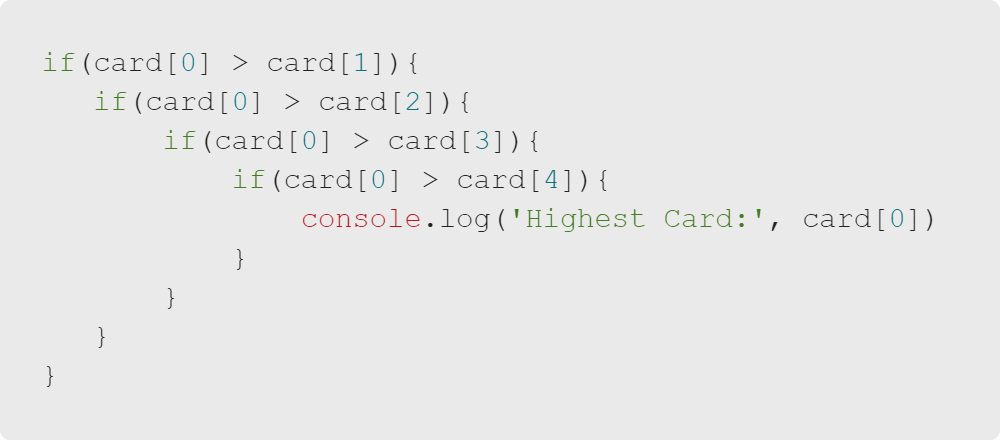 if(card[0] > card[1]){
   if(card[0] > card[2]){
       if(card[0] > card[3]){
           if(card[0] > card[4]){
               console.log('Highest Card:', card[0])
           }
       }
   }
}